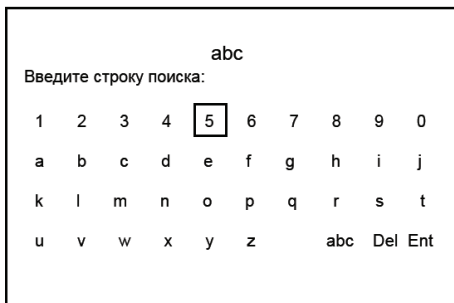 abc
Введите строку поиска:
1 2 3 4 5 6 7 8 9 0
a b c d e f g h i j
k l m n o p q r s t
u v w x y z abc Del Ent